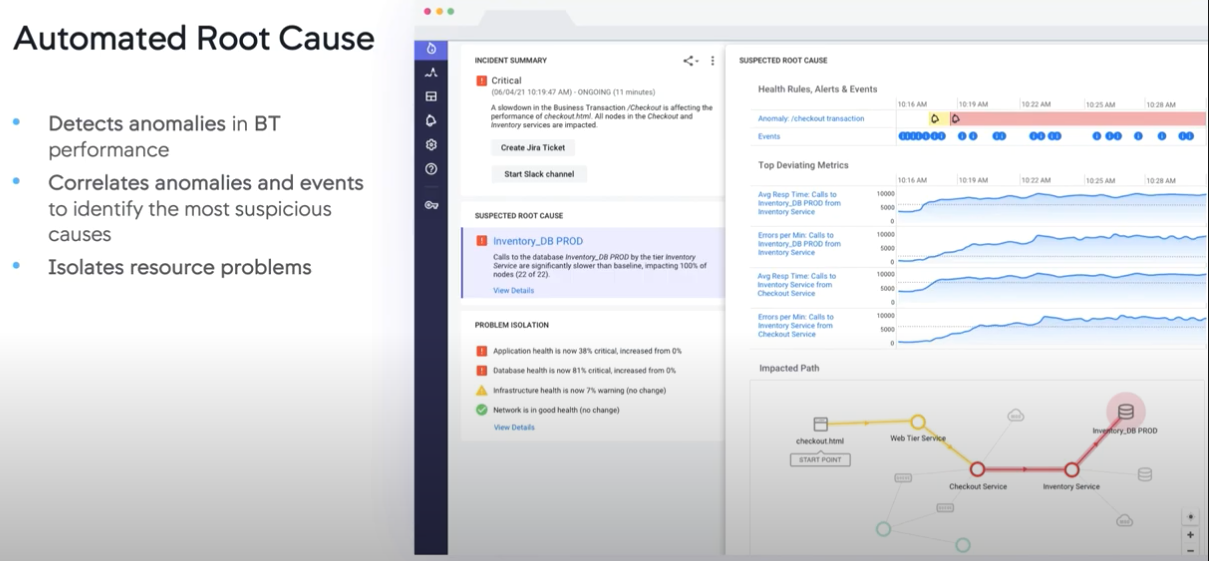 Automated Root Cause
Detects anomalies in BT
performance
Correlates anomalies and events
to identify the most suspicious
causes
Isolates resource problems
INCIDENT SUMMARY
Critical
(06/04/21 10:19:47 AM) - ONGOING (11 minutes)
A slowdown in the Business Transaction /Checkout is affecting the
performance of checkout.html. All nodes in the Checkout and
Inventory services are impacted.
Create Jira Ticket
Start Slack channel
SUSPECTED ROOT CAUSE
Inventory_DB PROD
Calls to the database Inventory_DB PROD by the tier Inventory
Service are significantly slower than baseline, impacting 100% of
nodes (22 of 22).
View Details
PROBLEM ISOLATION
Application health is now 38% critical, increased from 0%
Database health is now 81% critical, increased from 0%
Infrastructure health is now 7% warning (no change)
Network is in good health (no change)
View Details
SUSPECTED ROOT CAUSE
Health Rules, Alerts & Events
10:16 AM 10:19 AM 10:22 AM 10:25 AM 10:28 AM
Anomaly: /checkout transaction
Events
Top Deviating Metrics
10:16 AM 10:19 AM 10:22 AM 10:25 AM 10:28 AM
Avg Resp Time: Calls to
Inventory_DB PROD from
Inventory Service
10000
5000
0
Errors per Min: Calls to
Inventory_DB PROD from
Inventory Service
10000
5000
0
Avg Resp Time: Calls to
Inventory Service from
Checkout Service
10000
5000
0
Errors per Min: Calls to
Inventory Service from
Checkout Service
10000
5000
0
Impacted Path
checkout.html
START POINT
Web Tier Service
Checkout Service
Inventory Service
Inventory_DB PROD